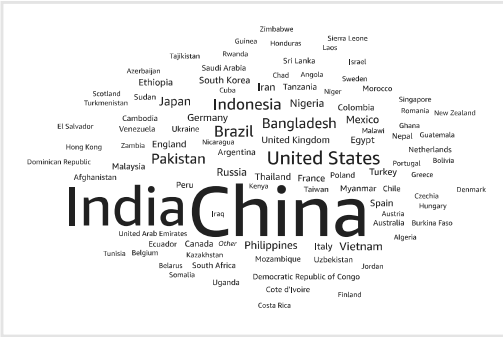 Zimbabwe
Guinea Honduras Sierra Leone
Laos
Tajikistan Rwanda
Sri Lanka Israel
Azerbaijan Saudi Arabia
Chad Angola Sweden
Ethiopia South Korea Iran Tanzania Morocco
Cuba Niger
Scotland Sudan Japan Indonesia Nigeria Colombia Singapore
Turkmenistan
Romania New Zealand
Cambodia Germany Bangladesh Mexico
El Salvador Venezuela Ukraine Brazil Malawi Ghana
Nepal Guatemala
Hong Kong Zambia England Nicaragua United Kingdom Egypt
Argentina Netherlands
Dominican Republic Malaysia Pakistan United States Portugal Bolivia
Afghanistan Russia Thailand France Poland Turkey Greece
Peru Kenya Taiwan Myanmar Chile Denmark
India China Iraq Spain Czechia
Hungary
Austria
Australia Burkina Faso
United Arab Emirates Algeria
Ecuador Canada Other Philippines Italy Vietnam
Tunisia Belgium Kazakhstan
Mozambique Uzbekistan
Belarus South Africa Jordan
Somalia Democratic Republic of Congo
Uganda
Cote d'Ivoire
Finland
Costa Rica